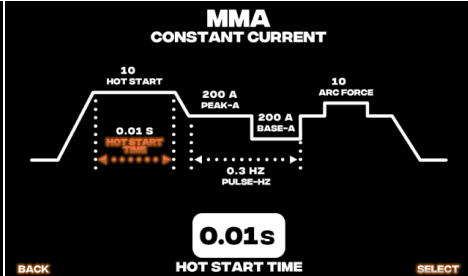 MMA
CONSTANT CURRENT
10
HOT START
10
ARC FORCE
200 A
PEAK-A
200 A
BASE-A
0.01 S
HOT START
TIME
0.3 HZ
PULSE-HZ
0.01s
BACK
HOT START TIME
SELECT